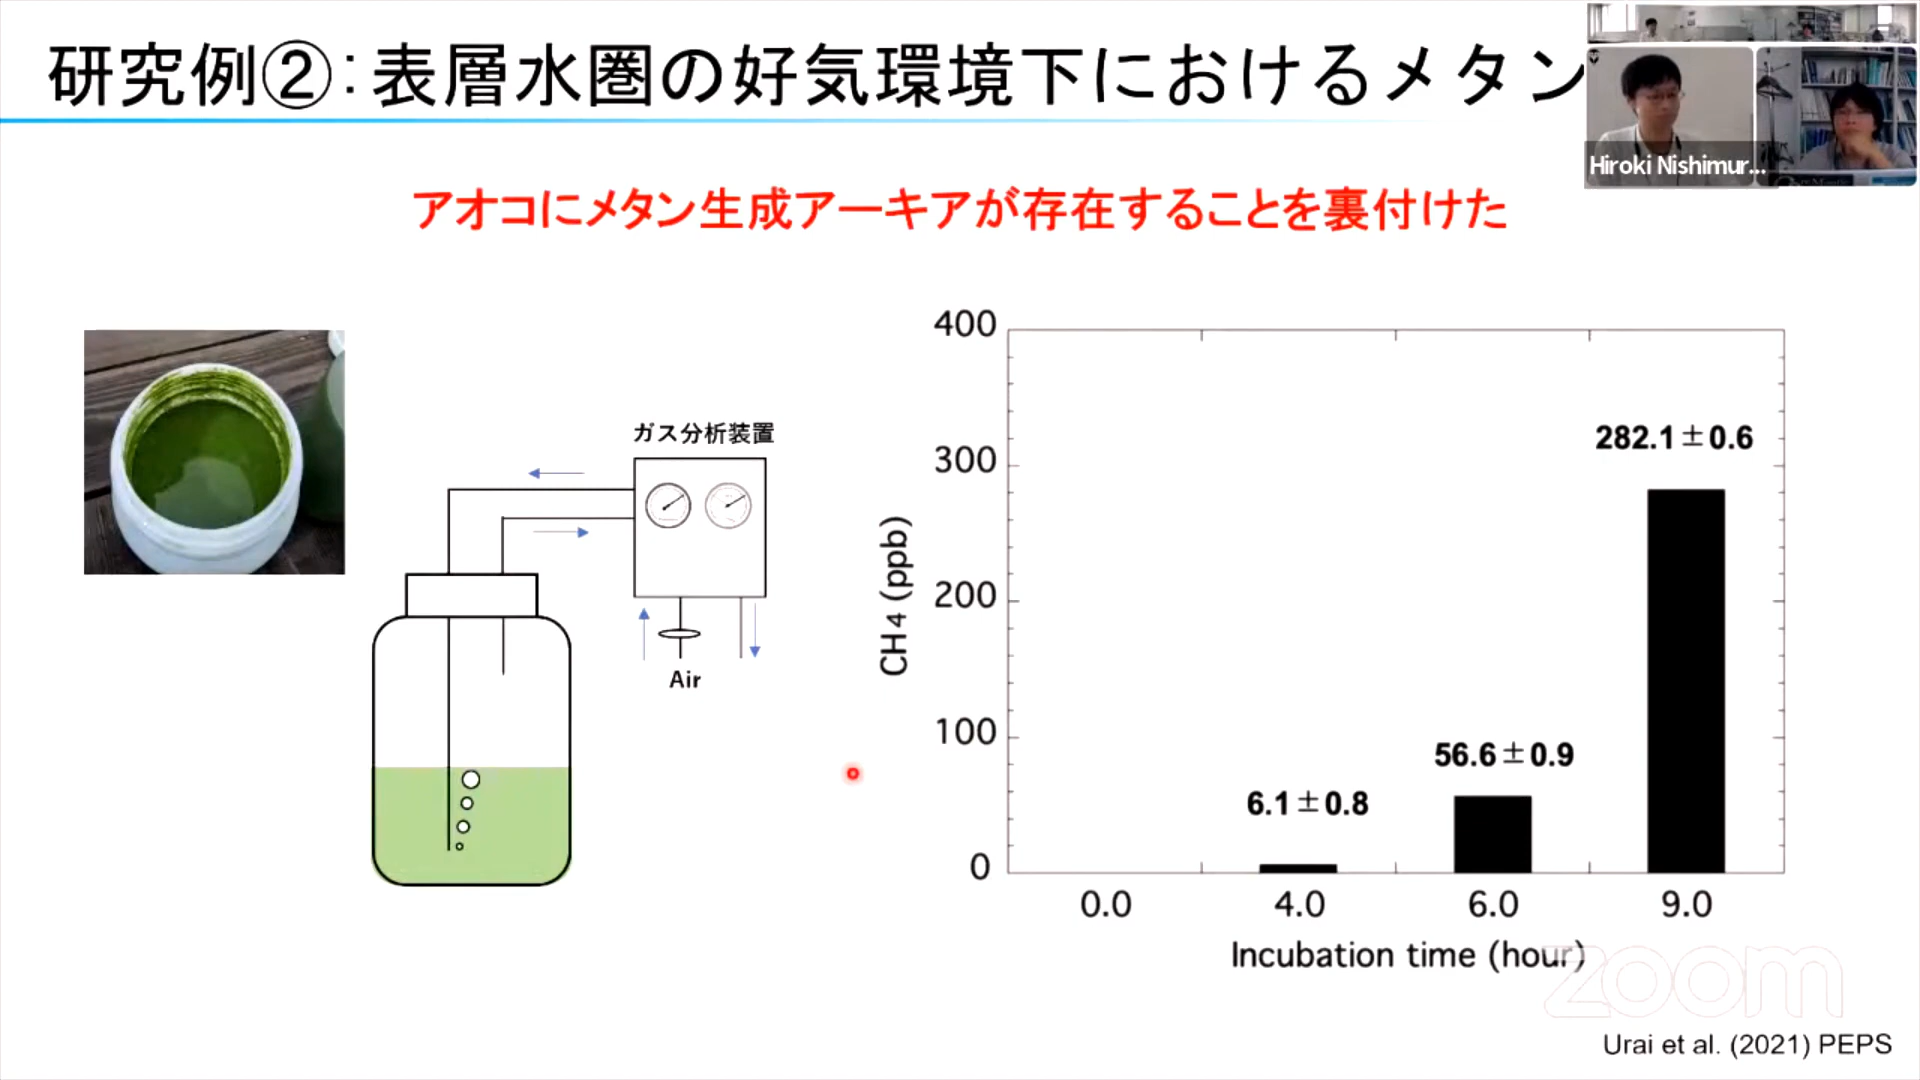 研究例②:表層水圏の好気環境下におけるメタン
Hiroki Nishimur...
アオコにメタン生成アーキアが存在することを裏付けた
ガス分析装置
Air
CH₄ (ppb)
400
300
200
100
0
282.1±0.6
56.6±0.9
6.1±0.8
0.0 4.0 6.0 9.0
Incubation time (hour)
zoom
Urai et al. (2021) PEPS